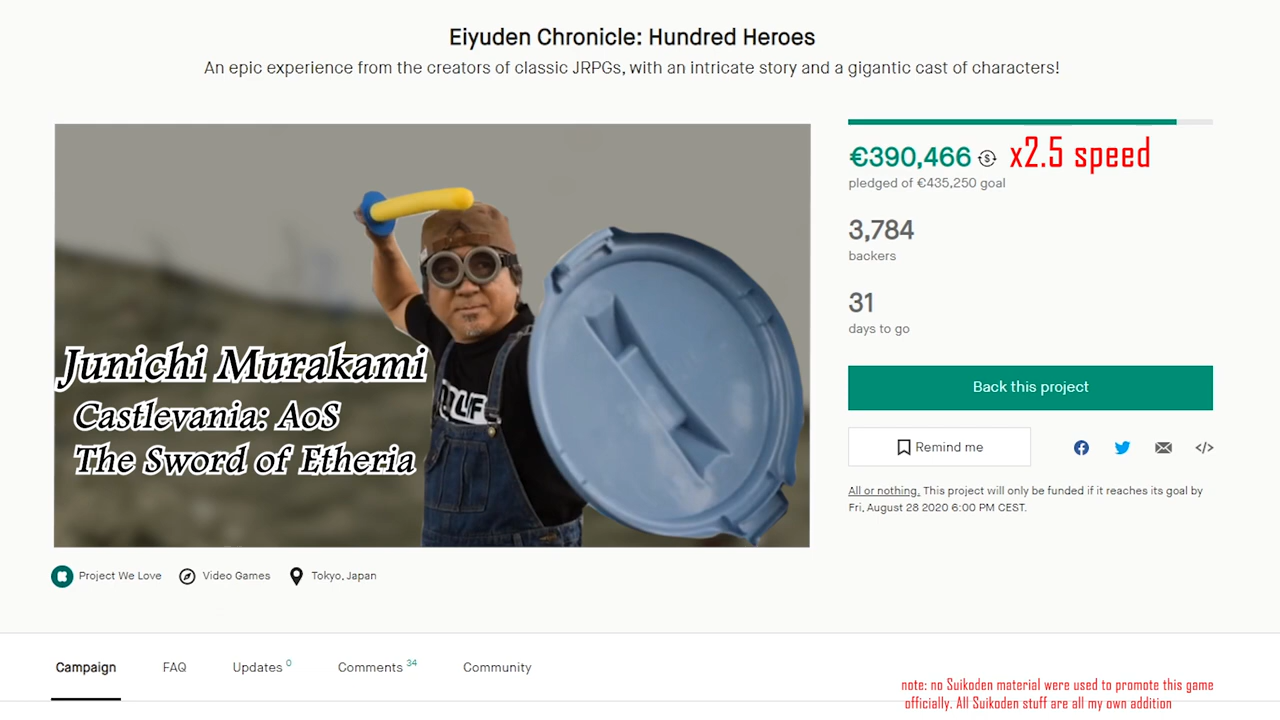 Eiyuden Chronicle: Hundred Heroes
An epic experience from the creators of classic JRPGs, with an intricate story and a gigantic cast of characters!
Junichi Murakami
Castlevania: AoS
The Sword of Etheria
€390,466 x2.5 speed
pledged of €435,250 goal
3,784
backers
31
days to go
Back this project
Remind me
All or nothing. This project will only be funded if it reaches its goal by
Fri, August 28 2020 6:00 PM CEST.
Project We Love Video Games Tokyo, Japan
Campaign FAQ Updates 0 Comments 34 Community
note: no Suikoden material were used to promote this game
officially. All Suikoden stuff are all my own addition